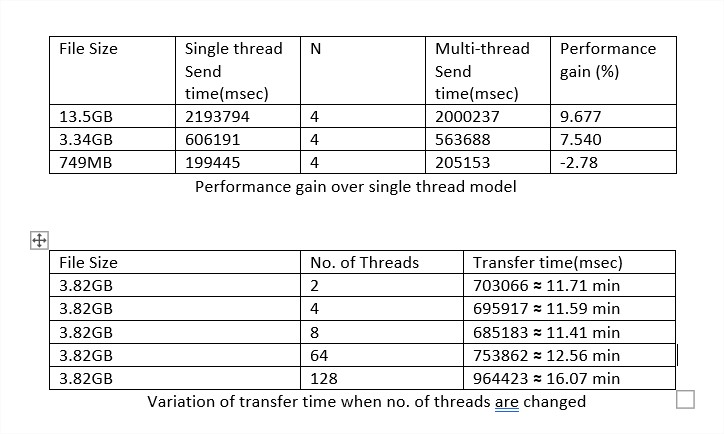 File Size Single thread N Multi-thread Performance
Send Send gain (%)
time(msec) time(msec)
13.5GB 2193794 4 2000237 9.677
3.34GB 606191 4 563688 7.540
749MB 199445 4 205153 -2.78
Performance gain over single thread model
File Size No. of Threads Transfer time(msec)
3.82GB 2 703066 ≈ 11.71 min
3.82GB 4 695917 ≈ 11.59 min
3.82GB 8 685183 ≈ 11.41 min
3.82GB 64 753862 ≈ 12.56 min
3.82GB 128 964423 ≈ 16.07 min
Variation of transfer time when no. of threads are changed